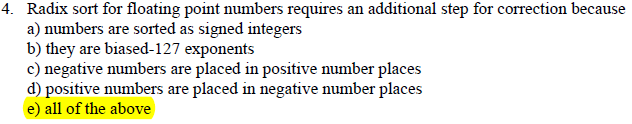 4. Radix sort for floating point numbers requires an additional step for correction because
a) numbers are sorted as signed integers
b) they are biased-127 exponents
c) negative numbers are placed in positive number places
d) positive numbers are placed in negative number places
e) all of the above